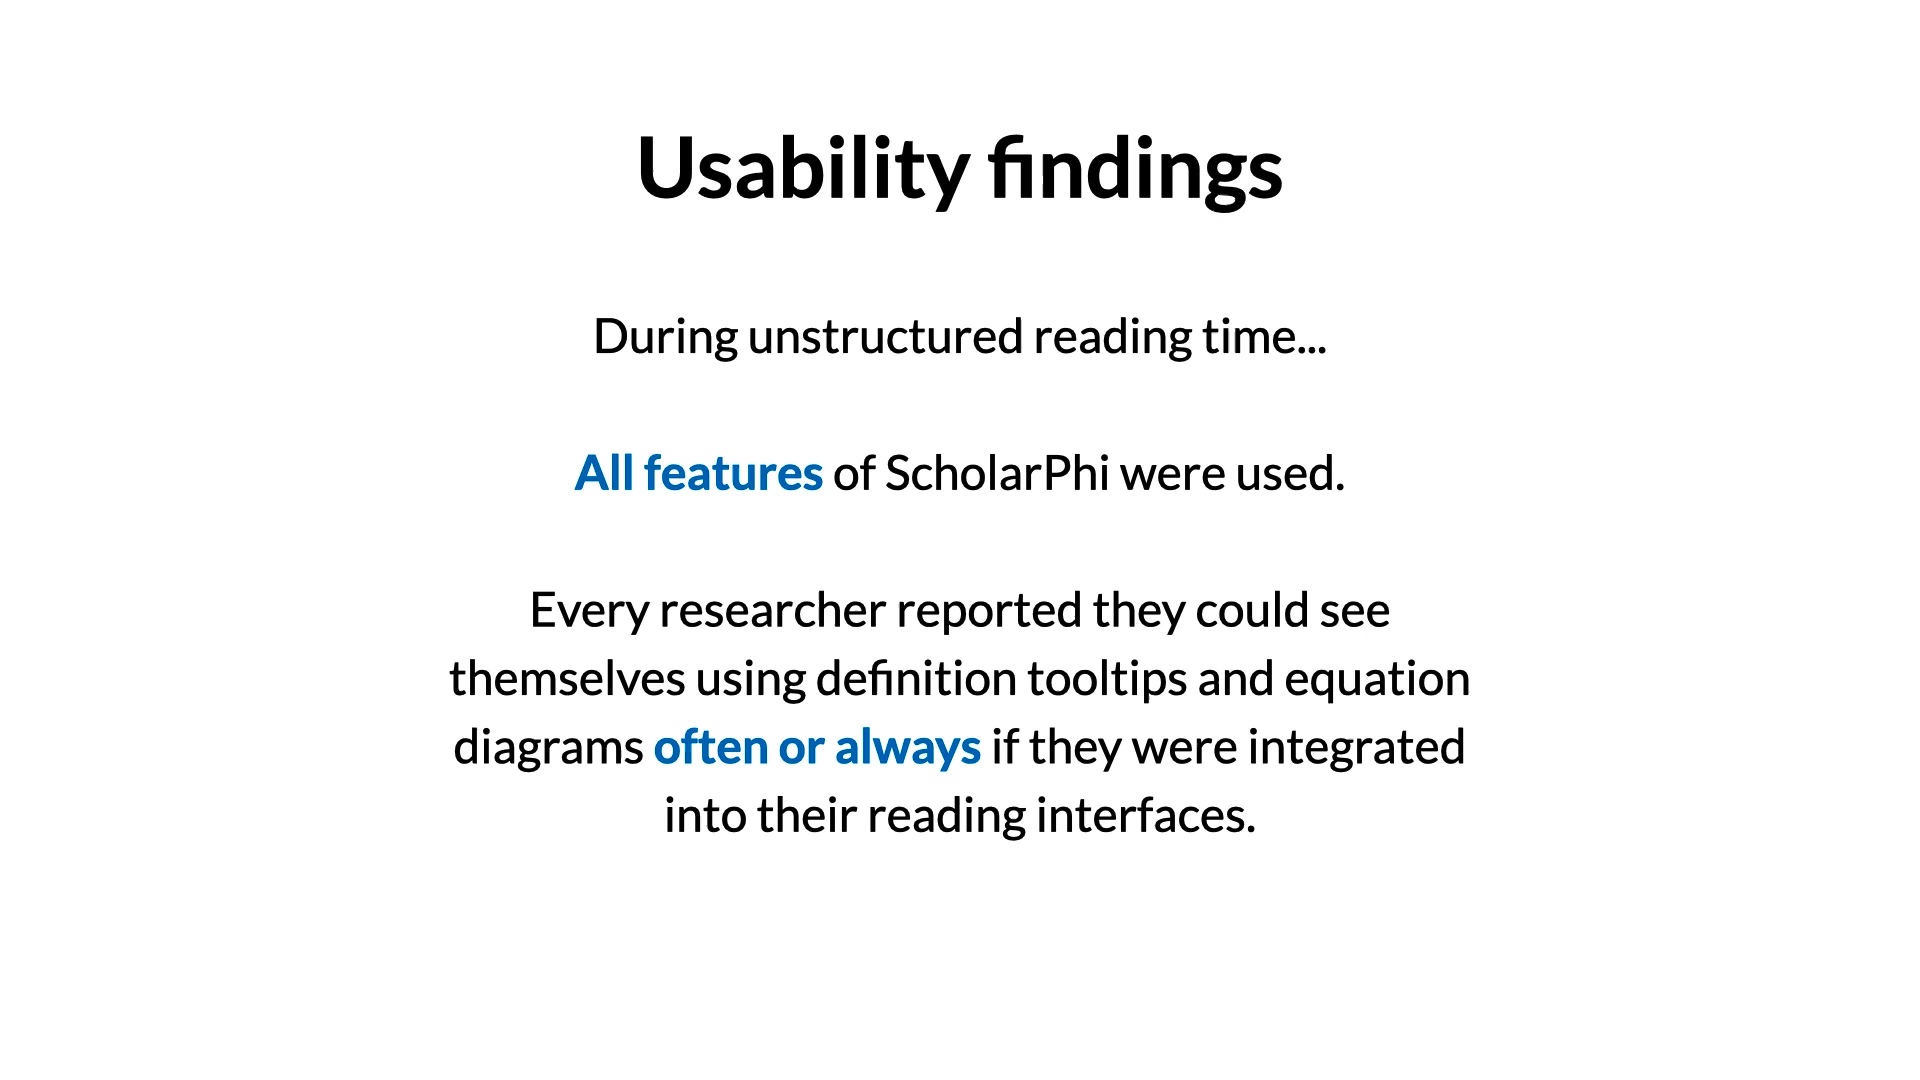 Usability findings
During unstructured reading time...
All features of ScholarPhi were used.
Every researcher reported they could see
themselves using definition tooltips and equation
diagrams often or always if they were integrated
into their reading interfaces.